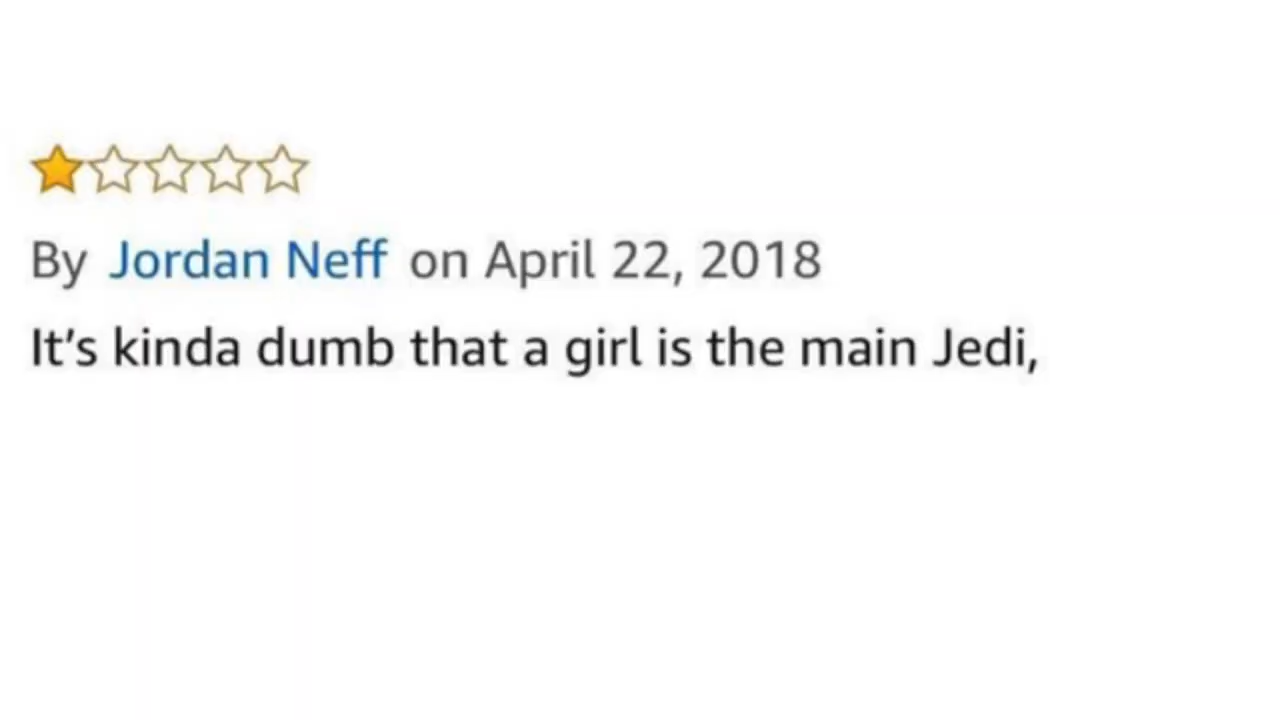 By Jordan Neff on April 22, 2018
It's kinda dumb that a girl is the main Jedi,